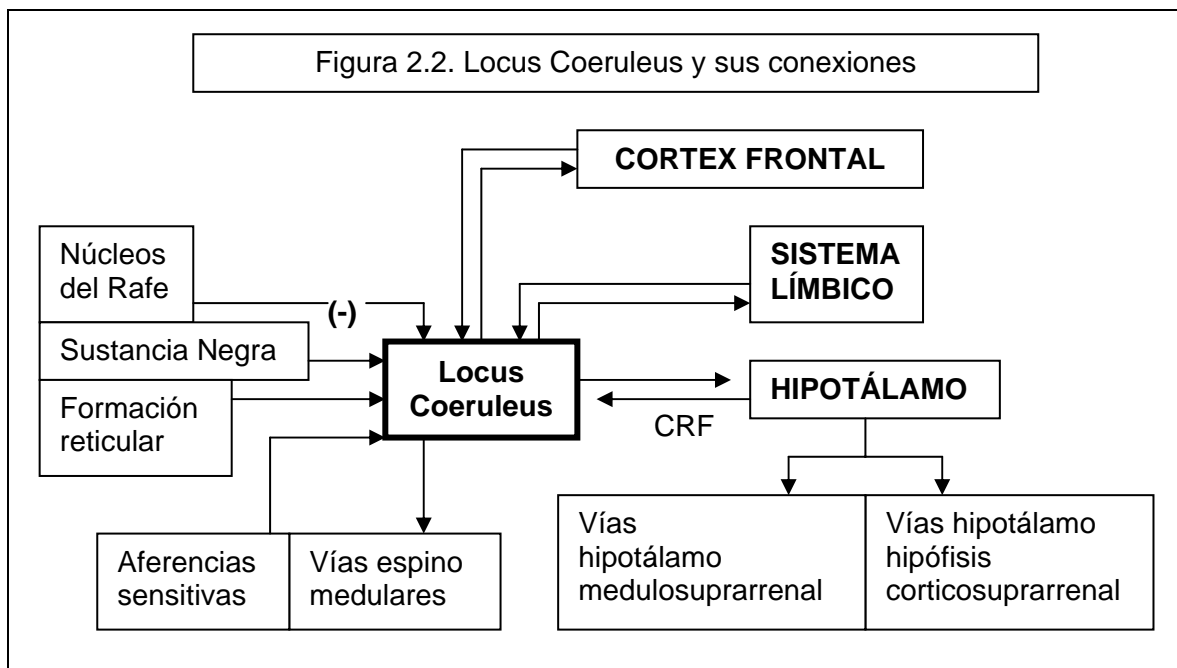 Figura 2.2. Locus Coeruleus y sus conexiones
CORTEX FRONTAL
Núcleos
del Rafe
SISTEMA
LÍMBICO
(-)
Sustancia Negra
Locus
Coeruleus
HIPOTÁLAMO
Formación
reticular
CRF
Aferencias
sensitivas
Vías espino
medulares
Vías
hipotálamo
medulosuprarrenal
Vías hipotálamo
hipófisis
corticosuprarrenal